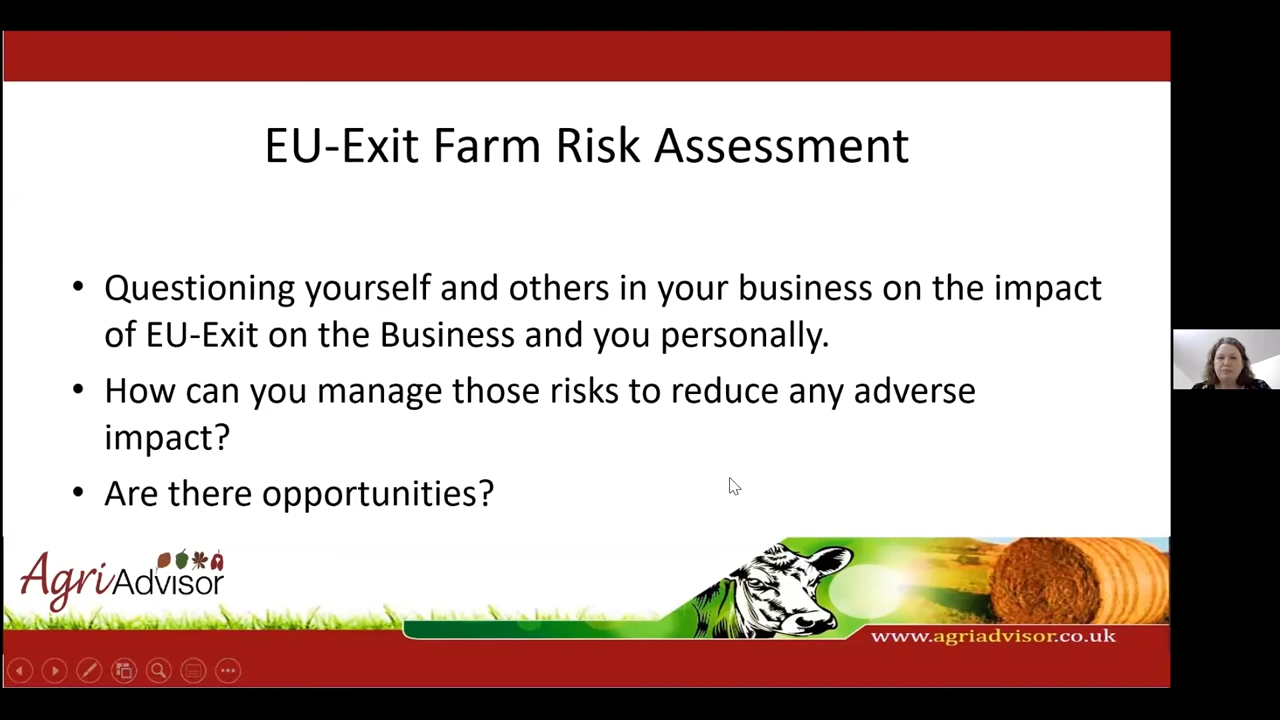 EU-Exit Farm Risk Assessment
• Questioning yourself and others in your business on the impact
of EU-Exit on the Business and you personally.
• How can you manage those risks to reduce any adverse
impact?
• Are there opportunities?
AgriAdvisor
www.agriadvisor.co.uk